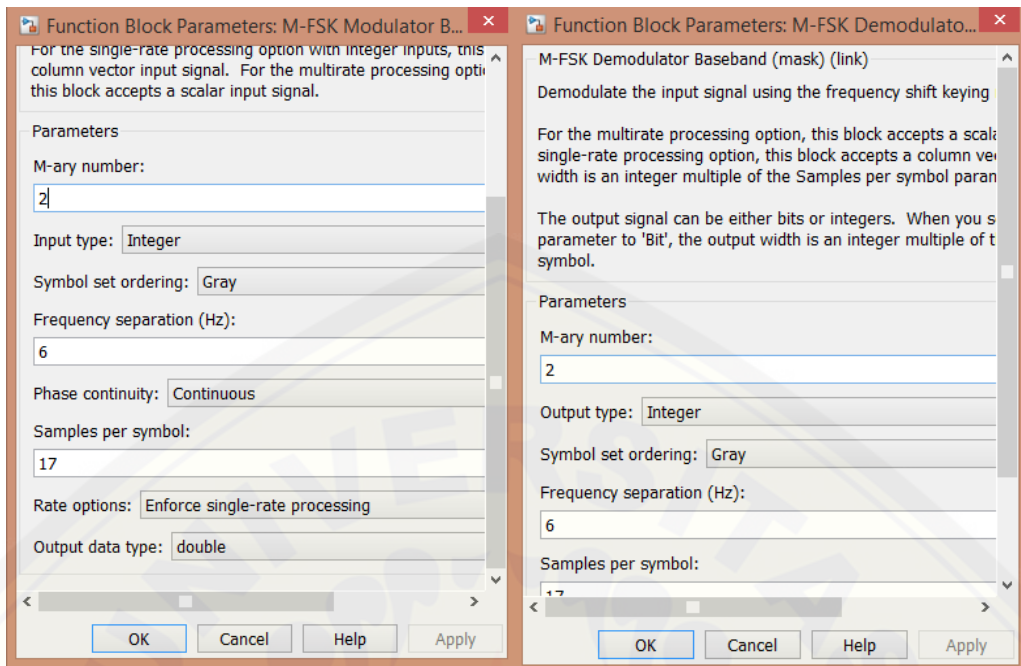 Function Block Parameters: M-FSK Modulator B...
For the single-rate processing option with integer inputs, this
column vector input signal. For the multirate processing opti
this block accepts a scalar input signal.
Parameters
M-ary number:
2
Input type: Integer
Symbol set ordering: Gray
Frequency separation (Hz):
6
Phase continuity: Continuous
Samples per symbol:
17
Rate options: Enforce single-rate processing
Output data type: double
OK Cancel Help Apply
Function Block Parameters: M-FSK Demodulato...
M-FSK Demodulator Baseband (mask) (link)
Demodulate the input signal using the frequency shift keying
For the multirate processing option, this block accepts a scala
single-rate processing option, this block accepts a column ve
width is an integer multiple of the Samples per symbol param
The output signal can be either bits or integers. When you s
parameter to 'Bit', the output width is an integer multiple of t
symbol.
Parameters
M-ary number:
2
Output type: Integer
Symbol set ordering: Gray
Frequency separation (Hz):
6
Samples per symbol:
17
OK Cancel Help Apply
UNIVERSITA